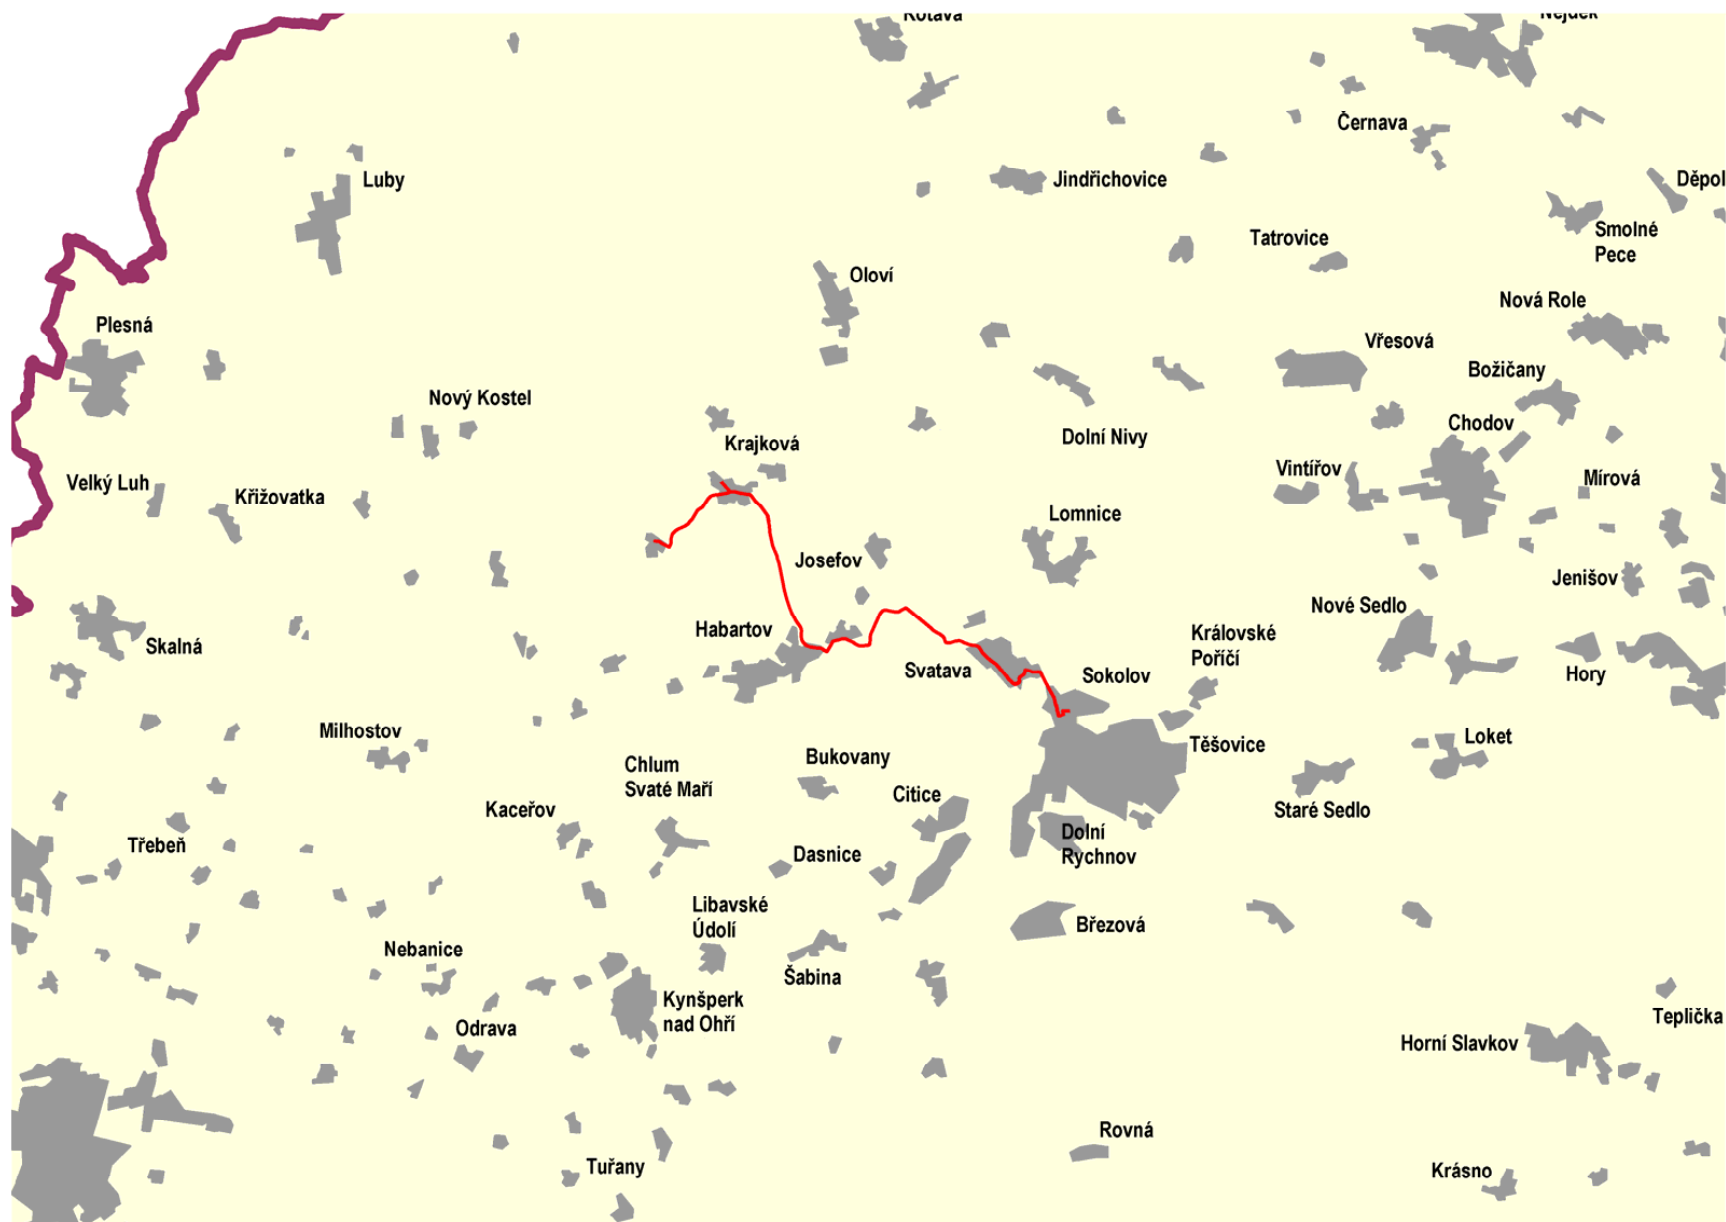 Rotava
Nejdek
Černava
Luby
Jindřichovice
Děpol
Smolné
Pece
Tatrovice
Oloví
Nová Role
Plesná
Vřesová
Božičany
Nový Kostel
Chodov
Krajková
Dolní Nivy
Vintířov
Mírová
Velký Luh
Křižovatka
Lomnice
Josefov
Jenišov
Nové Sedlo
Habartov
Královské
Poříčí
Skalná
Svatava
Sokolov
Hory
Milhostov
Loket
Těšovice
Bukovany
Chlum
Svaté Maří
Citice
Kaceřov
Staré Sedlo
Dolní
Rychnov
Třebeň
Dasnice
Libavské
Údolí
Březová
Nebanice
Šabina
Kynšperk
nad Ohří
Teplička
Odrava
Horní Slavkov
Rovná
Tuřany
Krásno